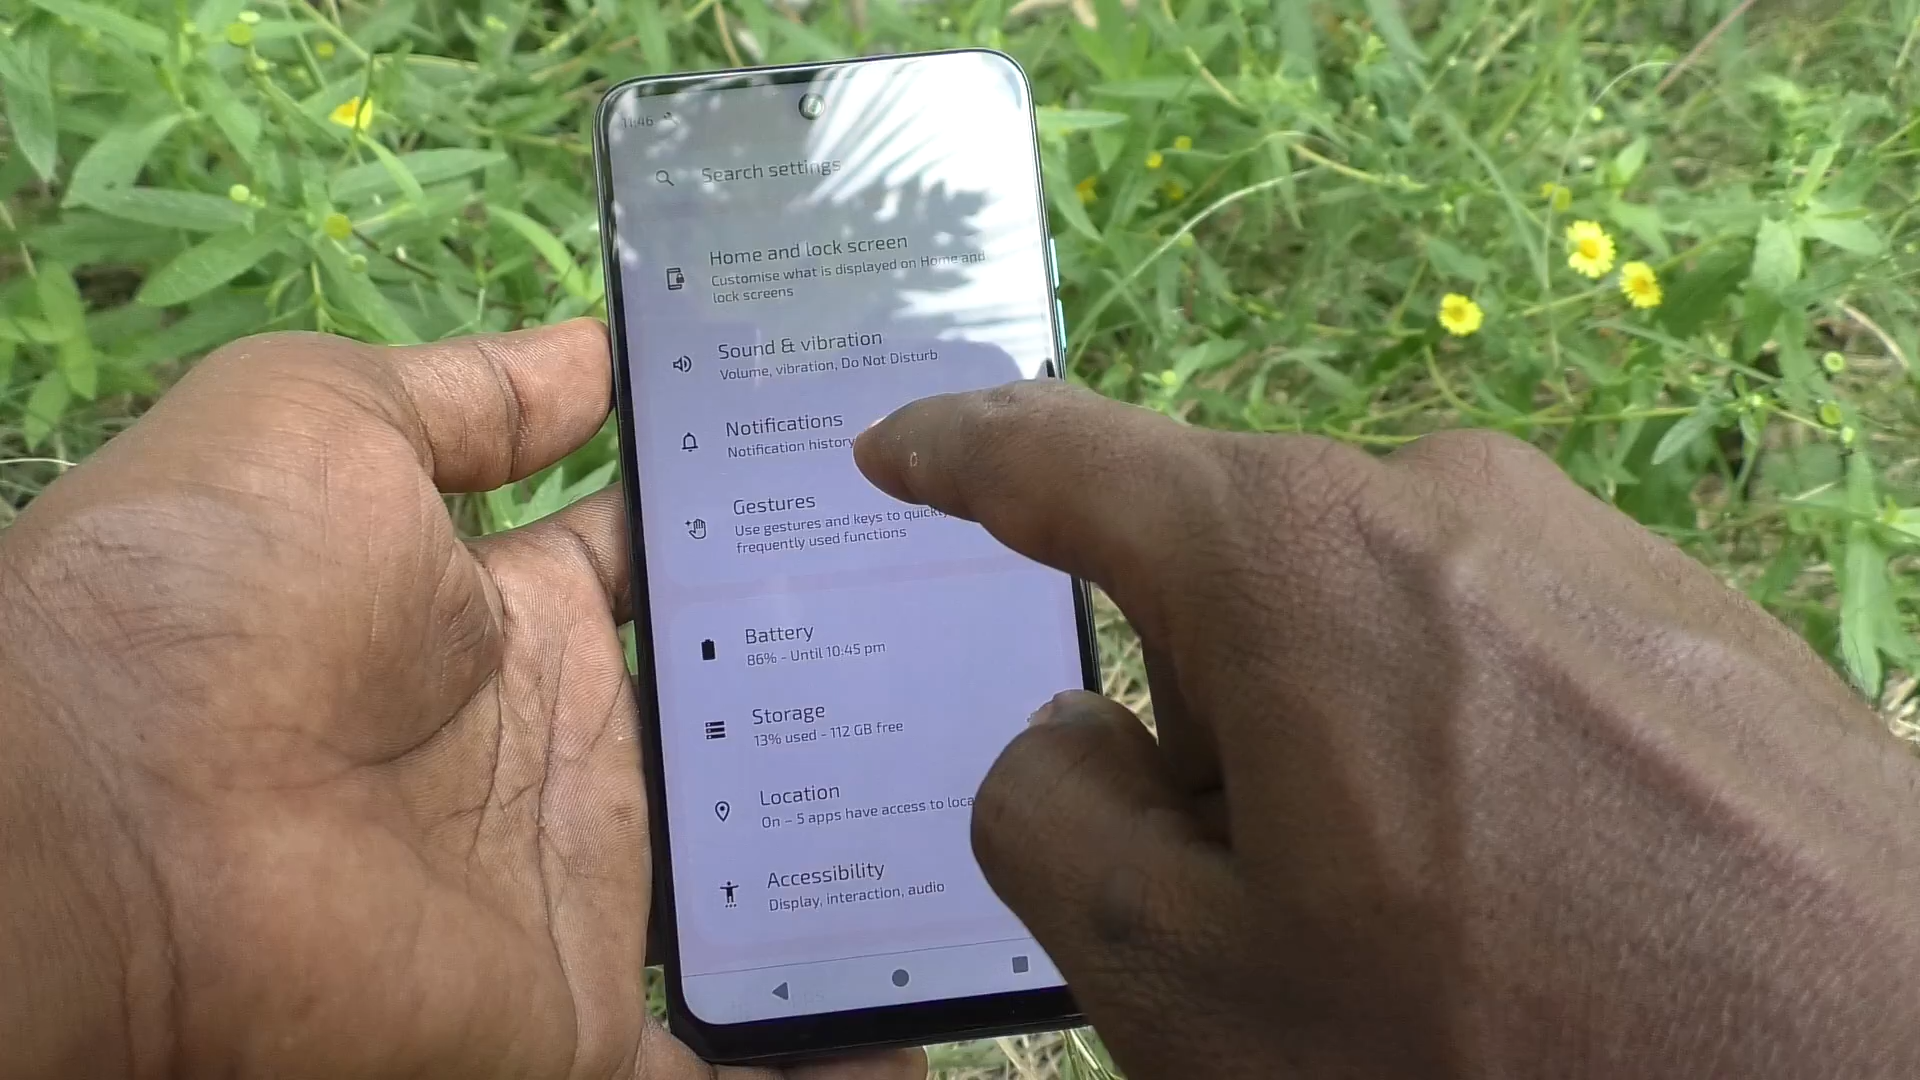 11:46
Search settings
Home and lock screen
Customise what is displayed on Home and
lock screens
Sound & vibration
Volume, vibration, Do Not Disturb
Notifications
Notification history
Gestures
Use gestures and keys to quickly
frequently used functions
Battery
86% - Until 10:45 pm
Storage
13% used - 112 GB free
Location
On – 5 apps have access to
Accessibility
Display, interaction, audio